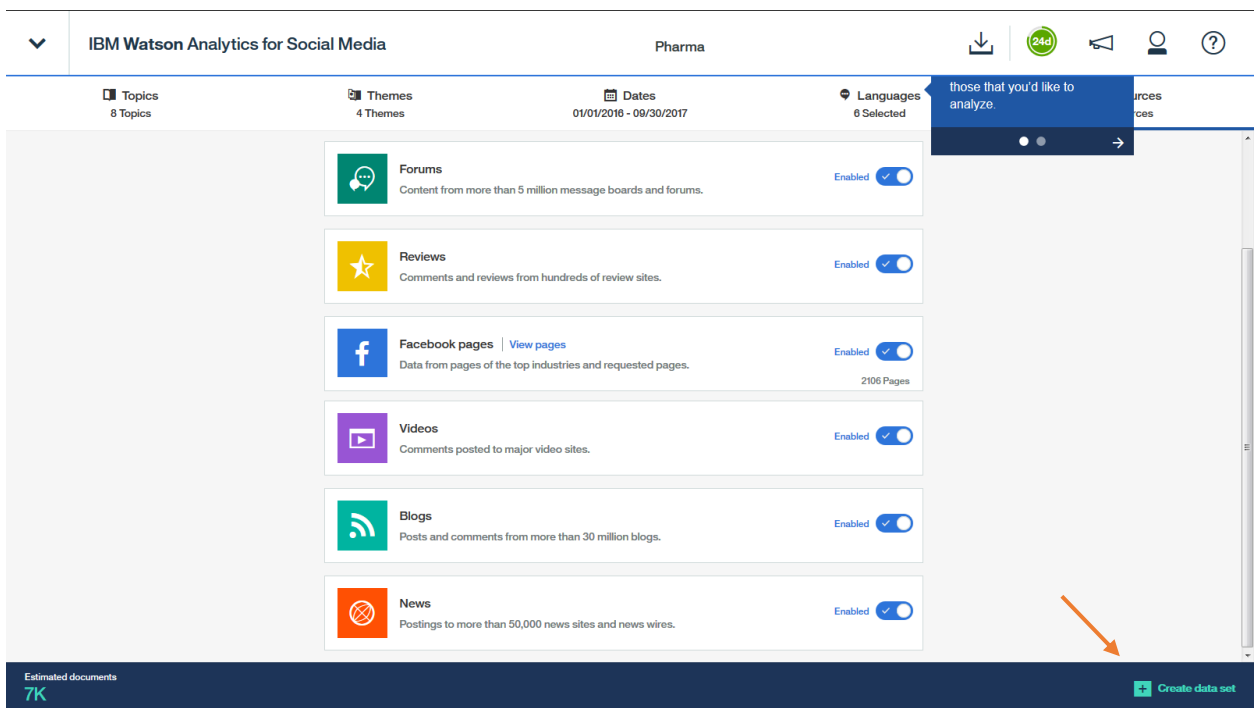 IBM Watson Analytics for Social Media
Pharma
24d
?
Topics
8 Topics
Themes
4 Themes
Dates
01/01/2016 - 09/30/2017
Languages
6 Selected
those that you'd like to
analyze.
urces
rces
Forums
Content from more than 5 million message boards and forums.
Enabled
Reviews
Comments and reviews from hundreds of review sites.
Enabled
Facebook pages | View pages
Data from pages of the top industries and requested pages.
Enabled
2106 Pages
Videos
Comments posted to major video sites.
Enabled
Blogs
Posts and comments from more than 30 million blogs.
Enabled
News
Postings to more than 50,000 news sites and news wires.
Enabled
Estimated documents
7K
+ Create data set